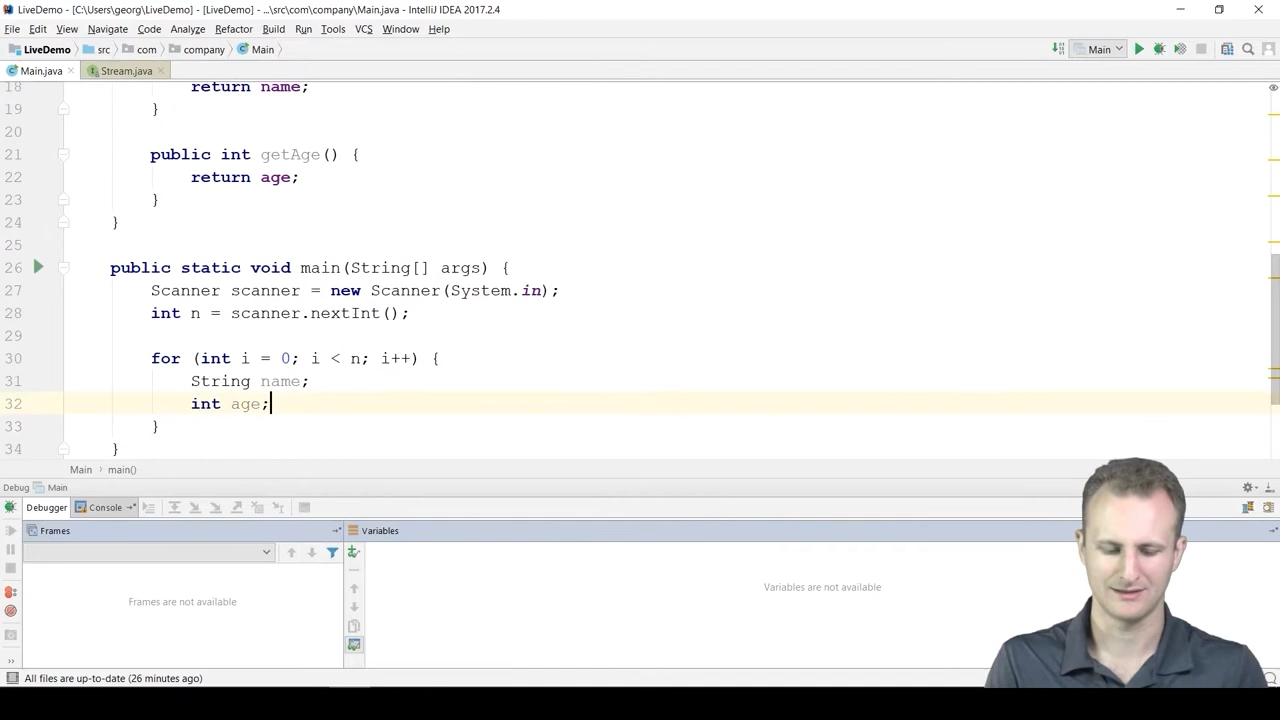 LiveDemo - [C:\Users\georg\LiveDemo] - [LiveDemo] - ...\src\com\company\Main.java - IntelliJ IDEA 2017.2.4
File Edit View Navigate Code Analyze Refactor Build Run Tools VCS Window Help
LiveDemo src com company Main Main
Main.java Stream.java
18 return name;
19 }
20
21 public int getAge() {
22 return age;
23 }
24 }
25
26 public static void main(String[] args) {
27 Scanner scanner = new Scanner(System.in);
28 int n = scanner.nextInt();
29
30 for (int i = 0; i < n; i++) {
31 String name;
32 int age;
33 }
34 }
Main main()
Debug Main
Debugger Console
Frames Variables
Frames are not available
Variables are not available
All files are up-to-date (26 minutes ago)